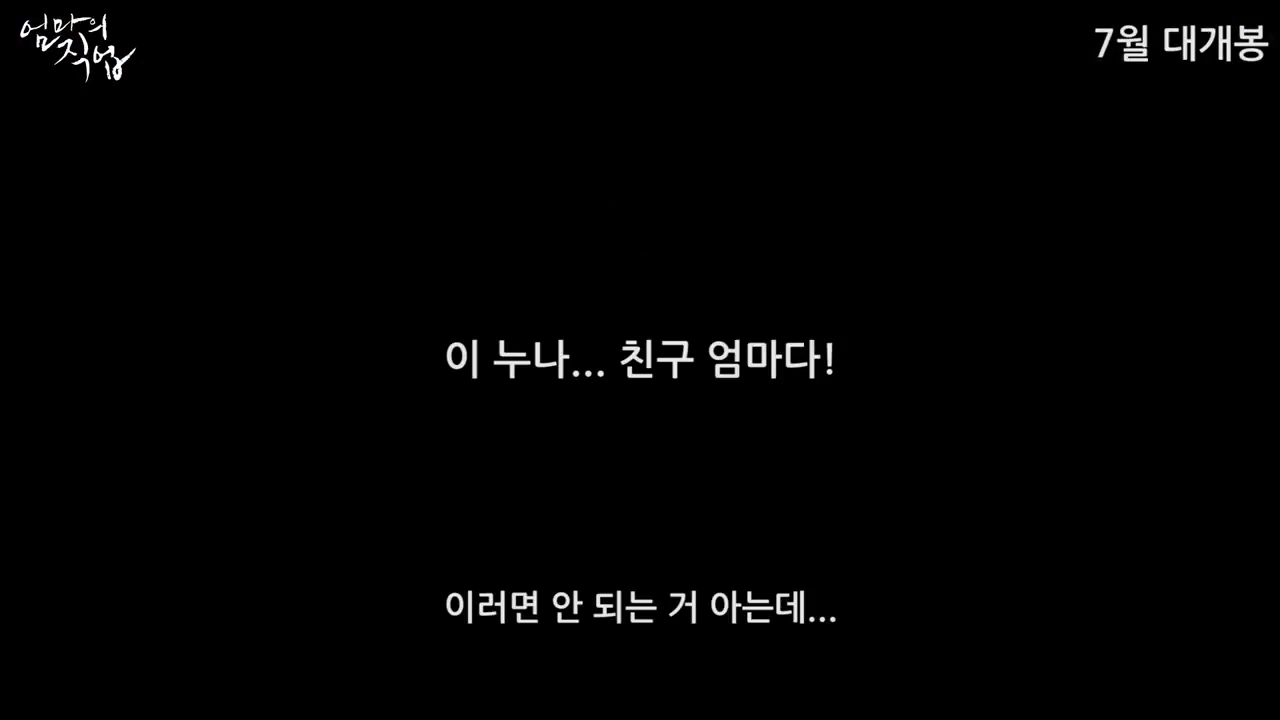 엄마의
직업
7월 대개봉
이 누나... 친구 엄마다!
이러면 안 되는 거 아는데...